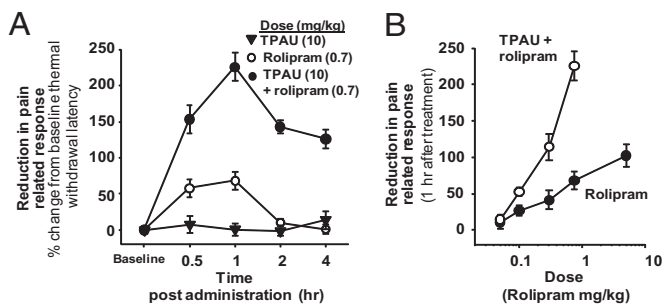 A
Dose (mg/kg)
TPAU (10)
Rolipram (0.7)
TPAU (10)
+ rolipram (0.7)
Reduction in pain
related response
% change from baseline thermal
withdrawal latency
250
200
150
100
50
0
Baseline
0.5
1
2
4
Time
post administration (hr)
B
TPAU +
rolipram
Rolipram
Reduction in pain
related response
(1 hr after treatment)
250
200
150
100
50
0
0.1
1
10
Dose
(Rolipram mg/kg)